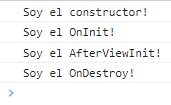 Soy el constructor!
Soy el OnInit!
Soy el AfterViewInit!
Soy el OnDestroy!